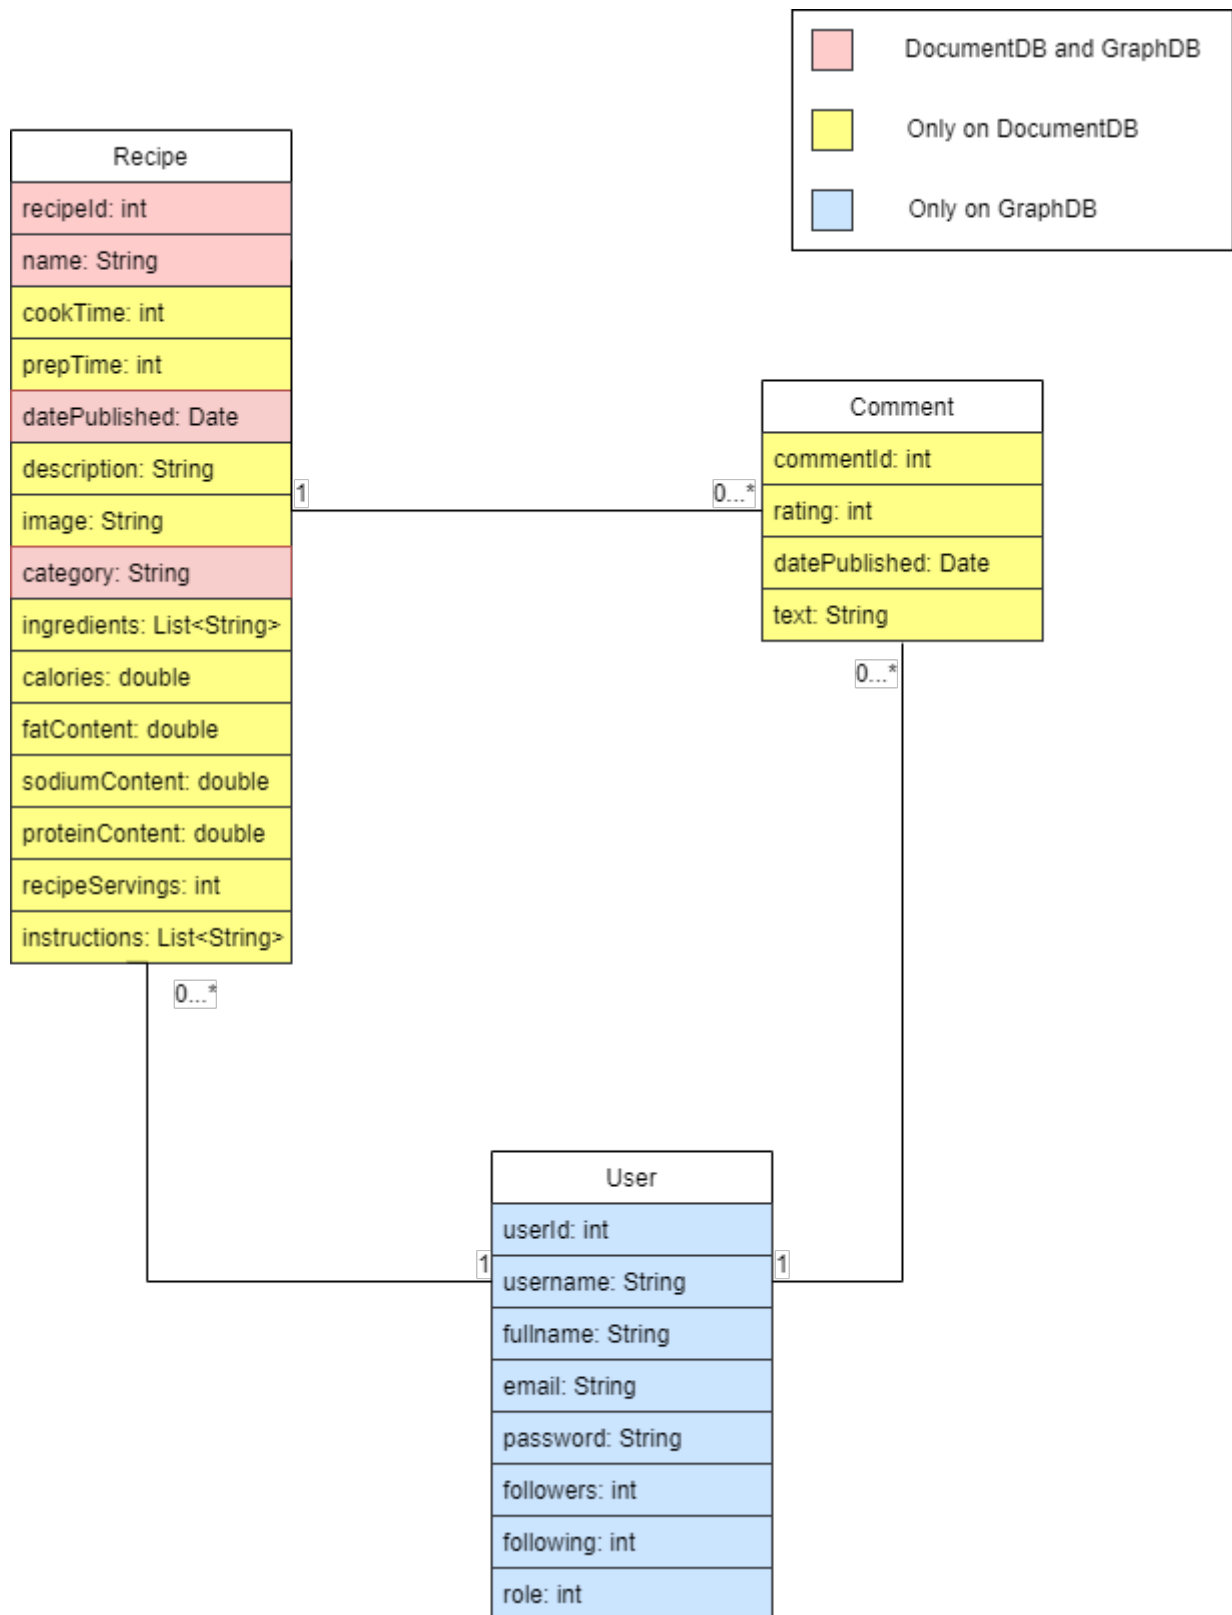 DocumentDB and GraphDB
Only on DocumentDB
Only on GraphDB
Recipe
recipeId: int
name: String
cookTime: int
prepTime: int
datePublished: Date
description: String
image: String
category: String
ingredients: List<String>
calories: double
fatContent: double
sodiumContent: double
proteinContent: double
recipeServings: int
instructions: List<String>
1
0...*
Comment
commentId: int
rating: int
datePublished: Date
text: String
0...*
0...*
1
1
User
userId: int
username: String
fullname: String
email: String
password: String
followers: int
following: int
role: int